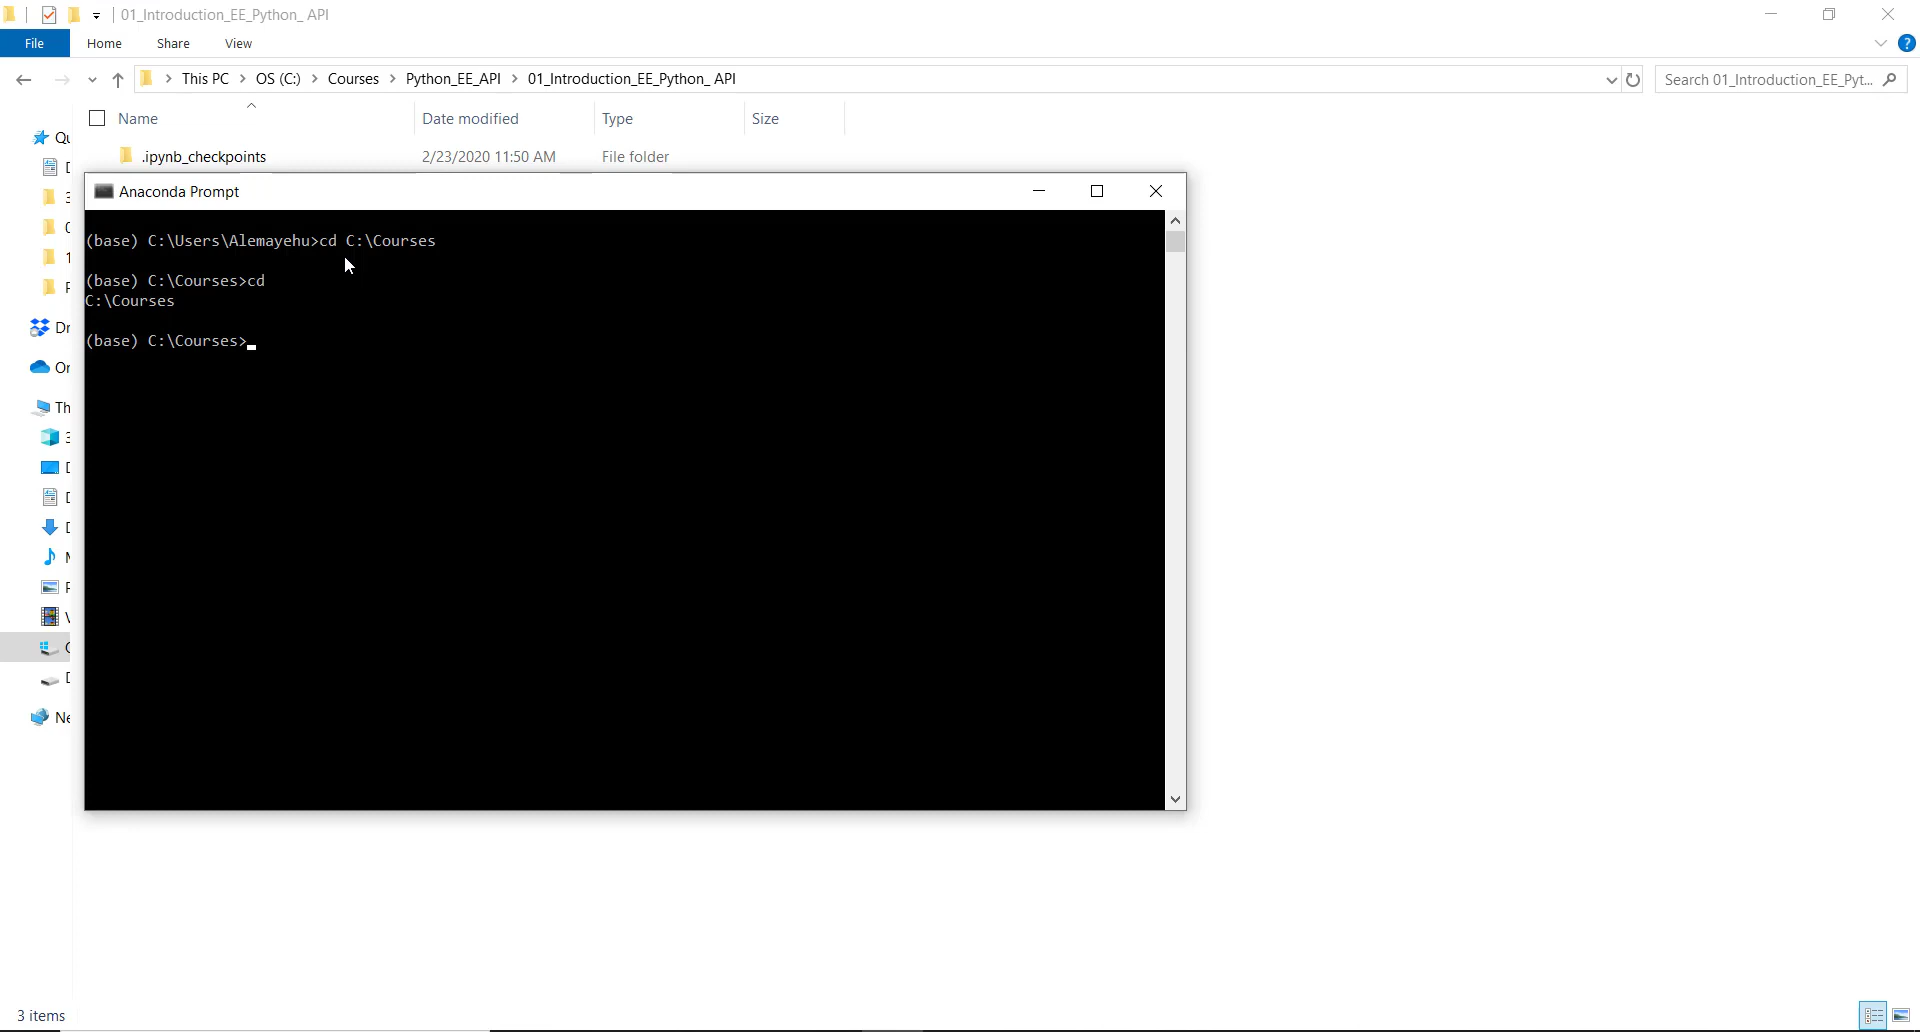 01_Introduction_EE_Python_ API
File Home Share View
This PC > OS (C:) > Courses > Python_EE_API > 01_Introduction_EE_Python_ API
Search 01_Introduction_EE_Pyt...
Name Date modified Type Size
.ipynb_checkpoints 2/23/2020 11:50 AM File folder
Anaconda Prompt
(base) C:\Users\Alemayehu>cd C:\Courses
(base) C:\Courses>cd
C:\Courses
(base) C:\Courses>
3 items